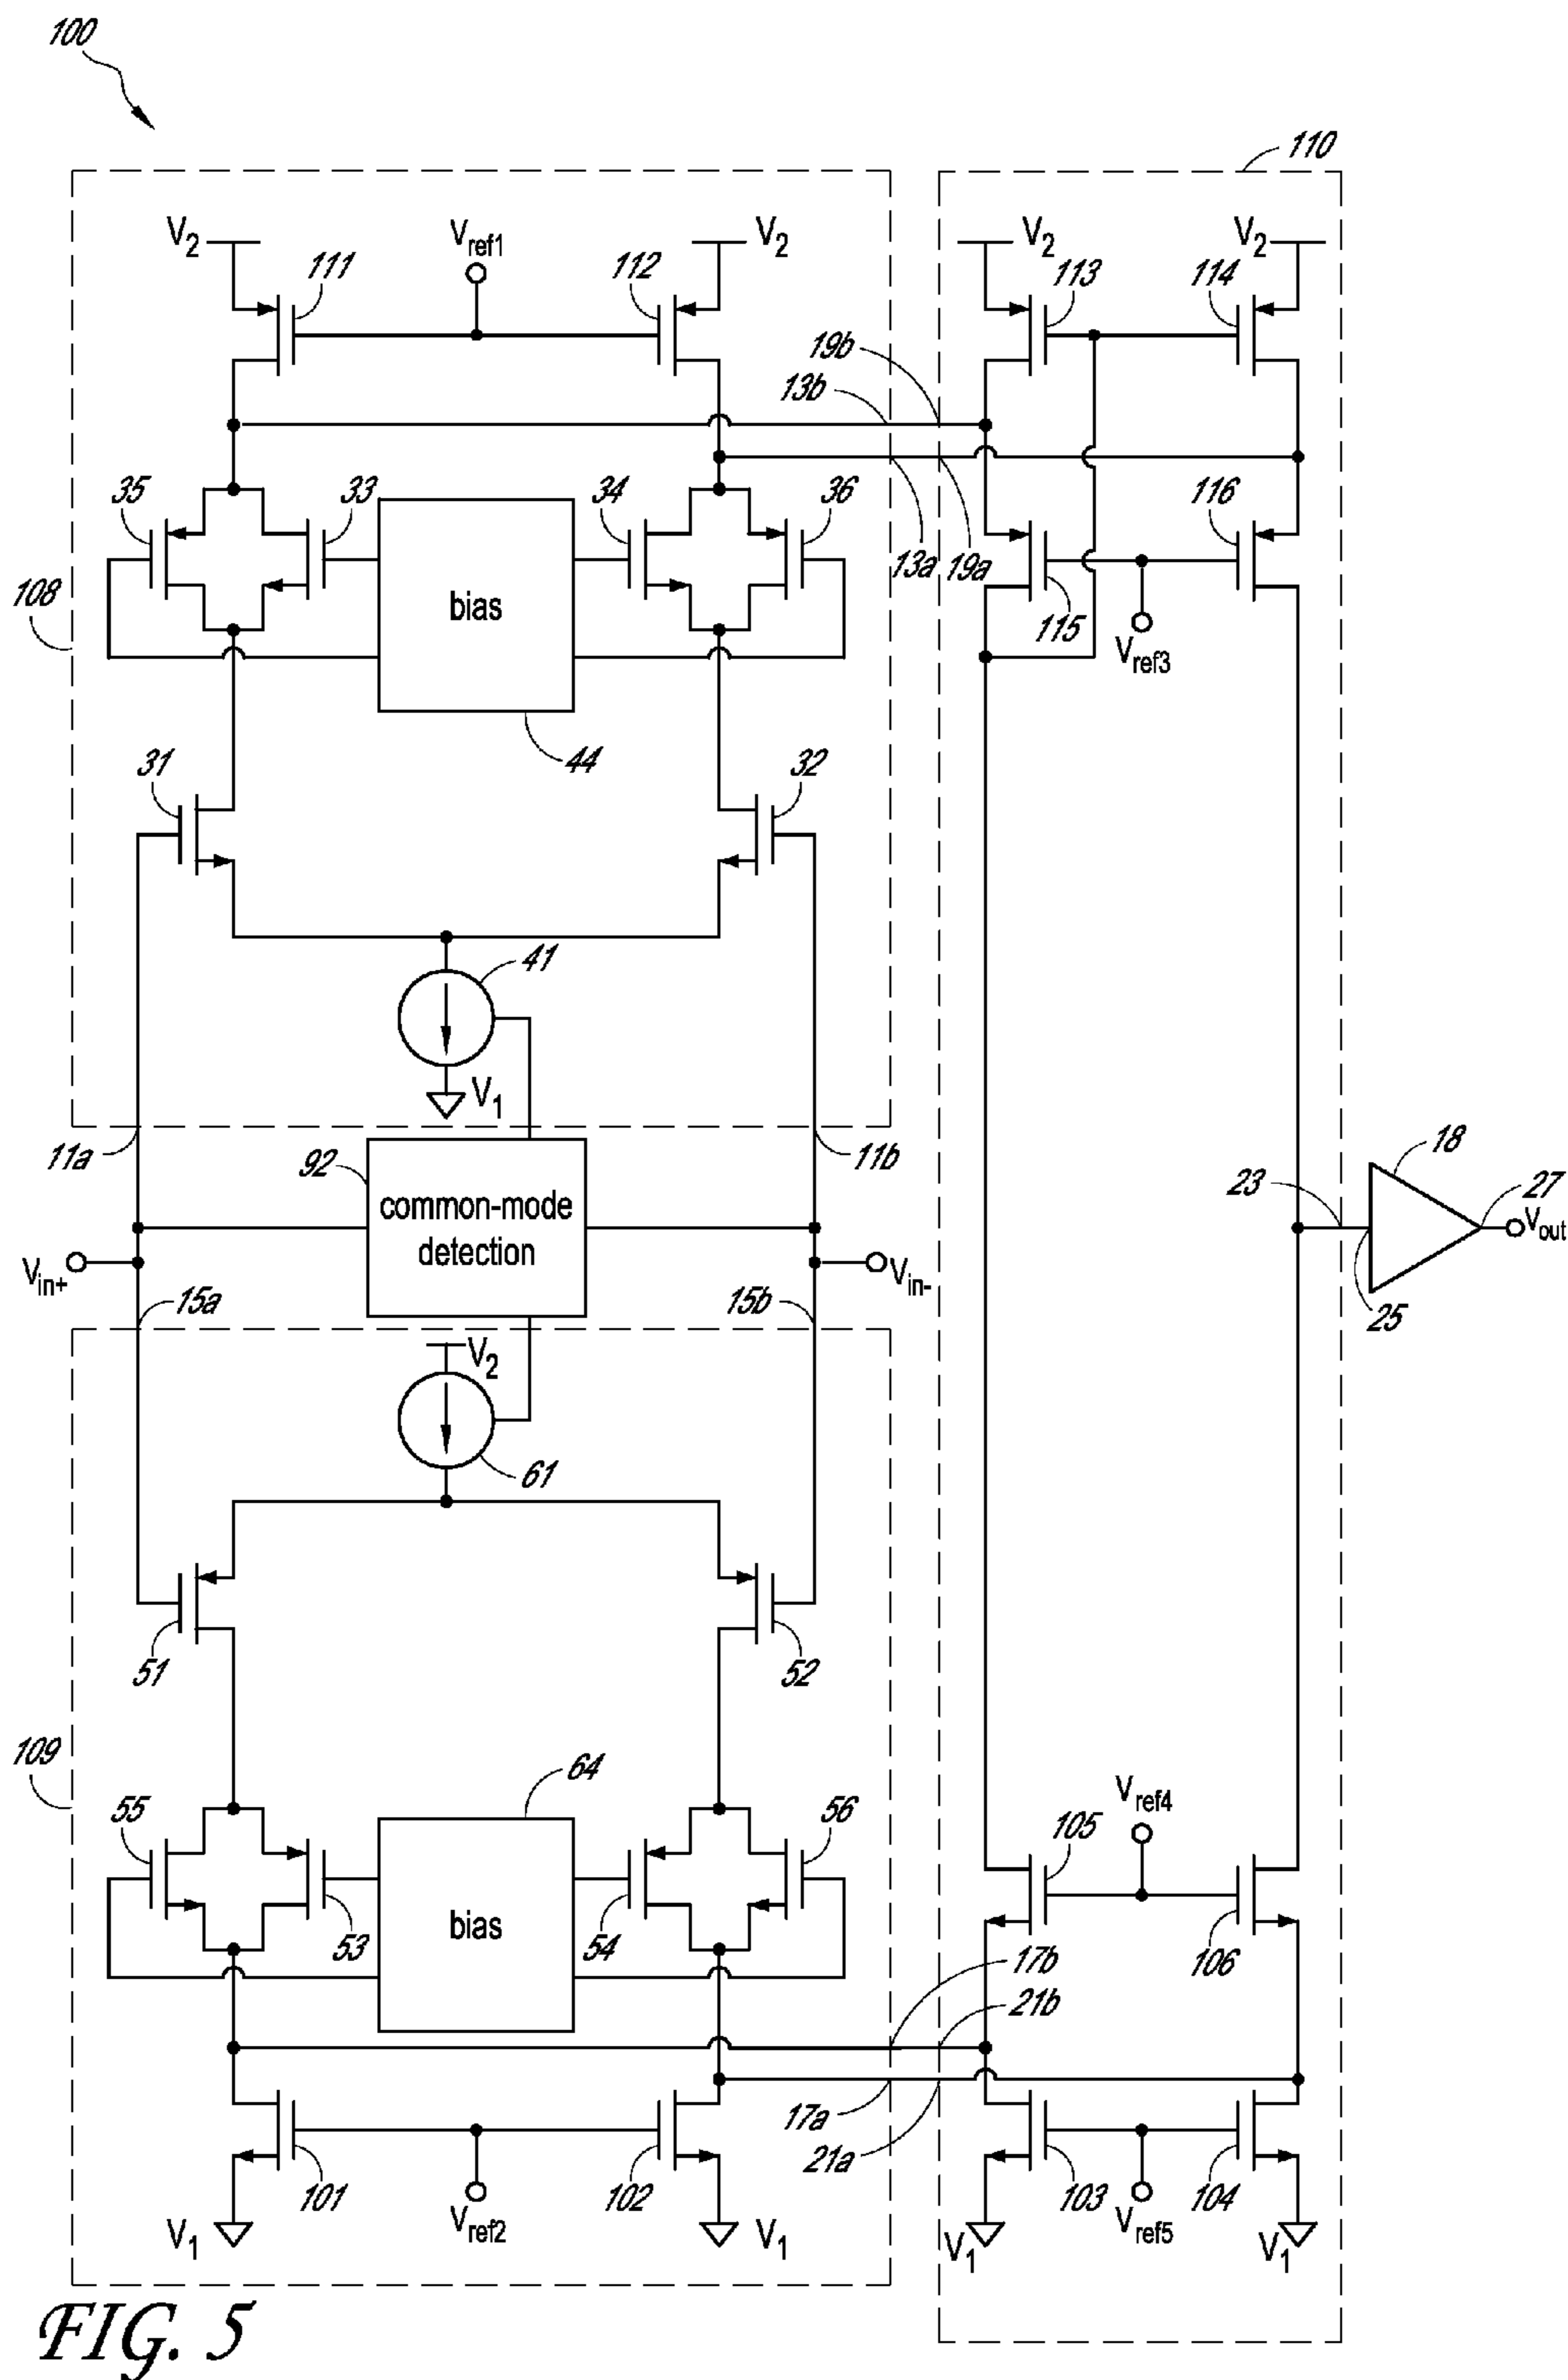 100
110
V2
Vref1
V2
V2
V2
111
112
113
114
19b
13b
35
33
34
36
116
13a
19a
bias
108
115
Vref3
44
31
32
41
V1
11a
92
11b
18
common-mode
detection
23
27
Vout
Vin+
Vin-
15a
15b
25
V2
61
51
52
109
64
Vref4
55
56
105
bias
53
54
106
17b
21b
17a
21a
101
102
103
104
Vref2
Vref5
V1
V1
V1
V1
FIG. 5